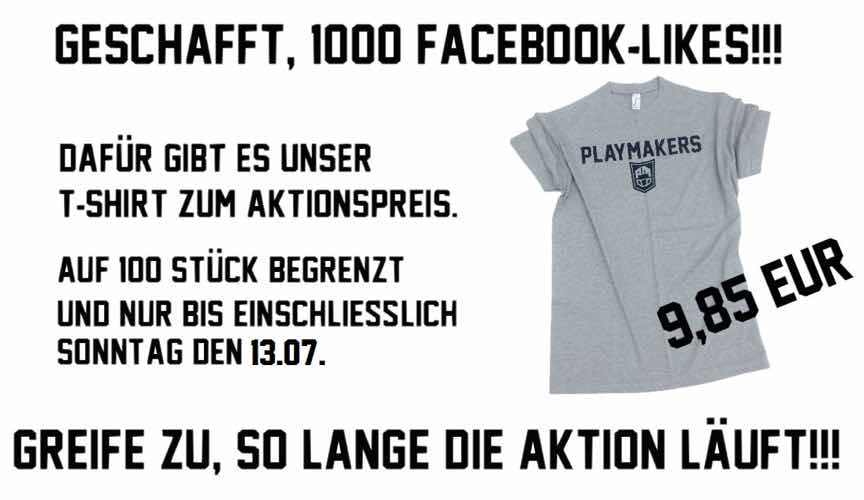 GESCHAFFT, 1000 FACEBOOK-LIKES!!!
DAFÜR GIBT ES UNSER
T-SHIRT ZUM AKTIONSPREIS.
AUF 100 STÜCK BEGRENZT
UND NUR BIS EINSCHLIESSLICH
SONNTAG DEN 13.07.
PLAYMAKERS
9,85 EUR
GREIFE ZU, SO LANGE DIE AKTION LÄUFT!!!